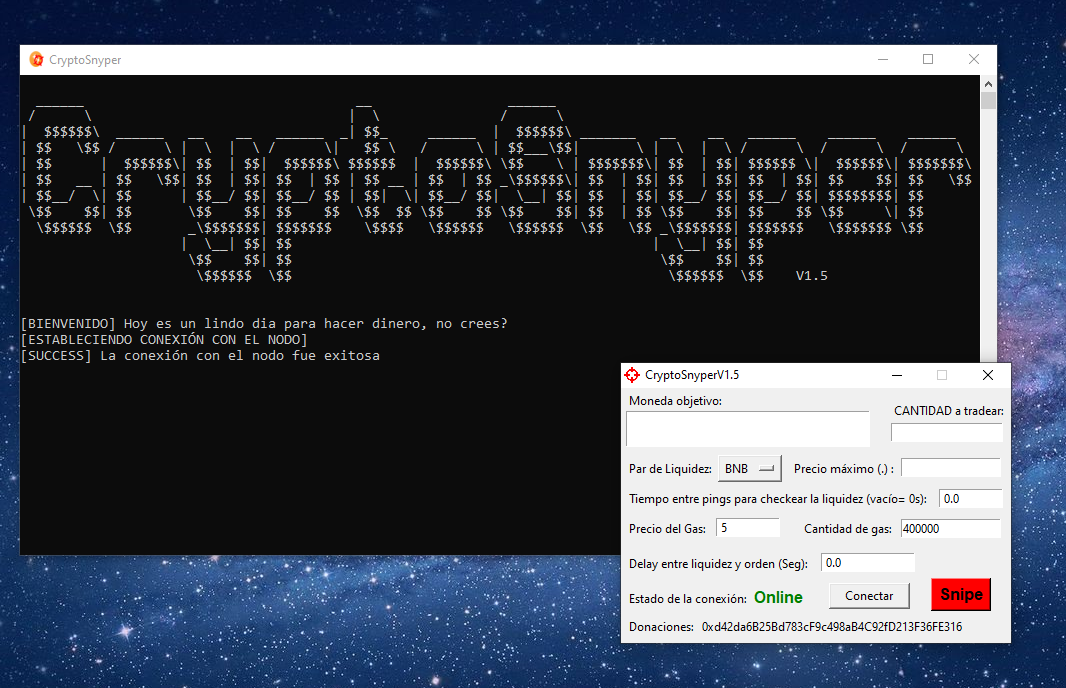 CryptoSnyper
CryptoSnyper
V1.5
[BIENVENIDO] Hoy es un lindo dia para hacer dinero, no crees?
[ESTABLECIENDO CONEXIÓN CON EL NODO]
[SUCCESS] La conexión con el nodo fue exitosa
CryptoSnyperV1.5
Moneda objetivo:
CANTIDAD a tradear:
Par de Liquidez: BNB Precio máximo (.) :
Tiempo entre pings para checkear la liquidez (vacío= 0s): 0.0
Precio del Gas: 5 Cantidad de gas: 400000
Delay entre liquidez y orden (Seg): 0.0
Estado de la conexión: Online Conectar Snipe
Donaciones: 0xd42da6B25Bd783cF9c498aB4C92fD213F36FE316